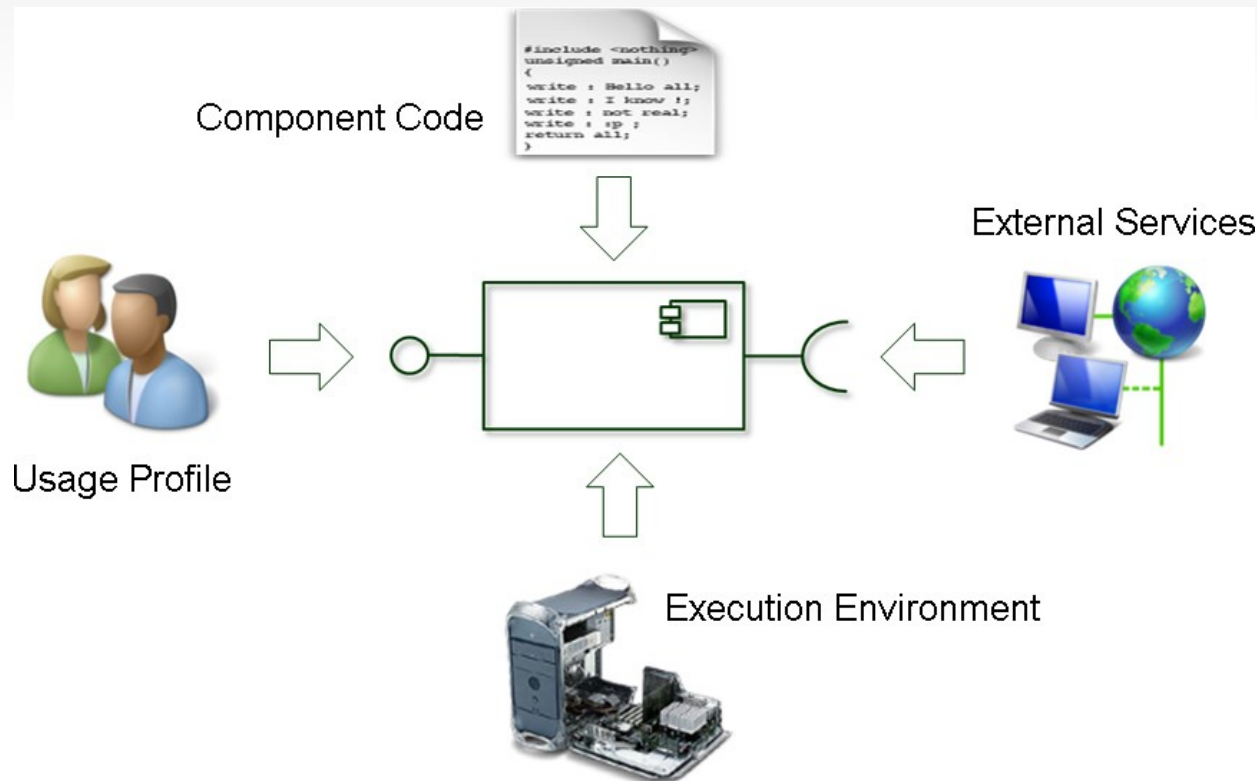 #include <nothing>
unsigned main()
{
write : Hello all;
write : I know !;
write : not real;
write : :p ;
return all;
}
Component Code
External Services
Usage Profile
Execution Environment